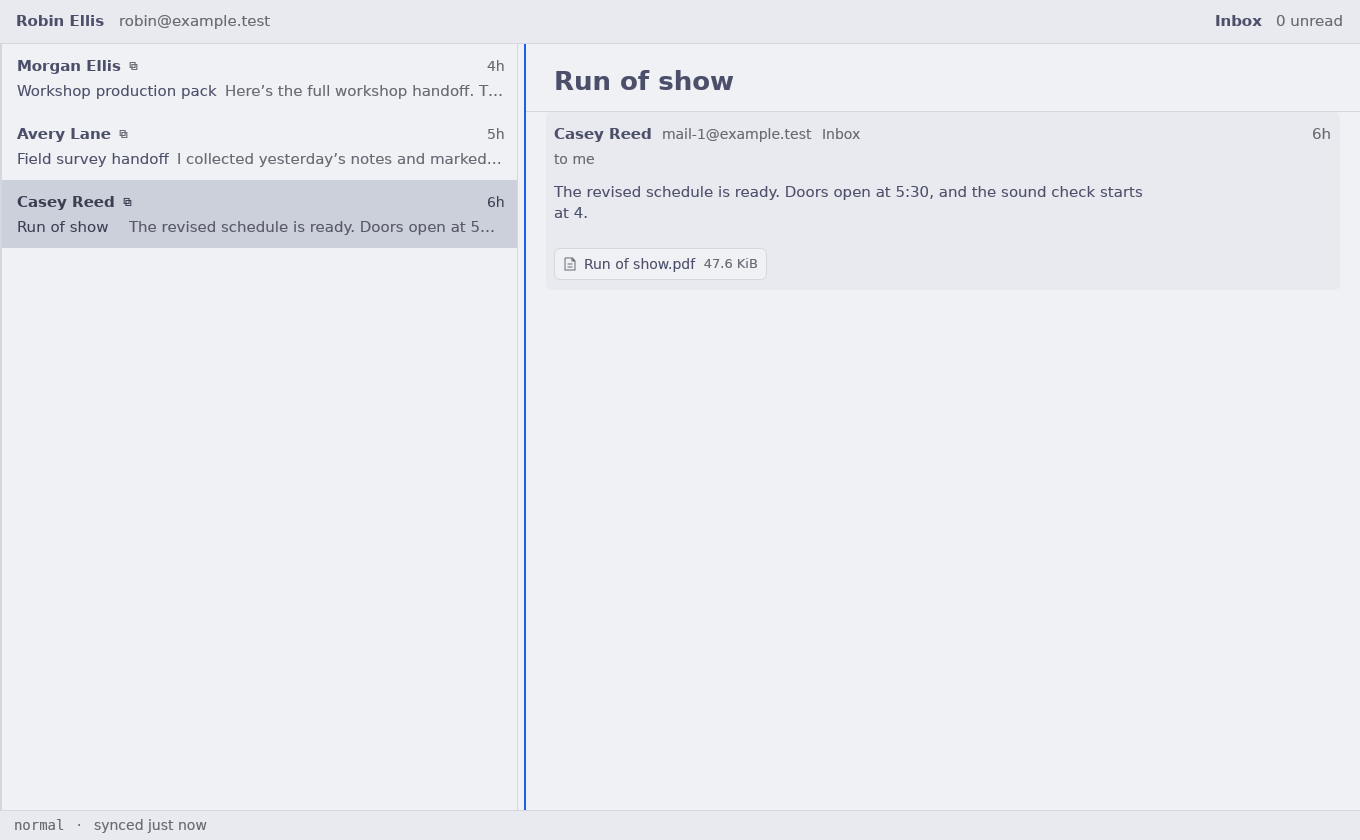 Robin Ellis robin@example.test
Inbox 0 unread
Morgan Ellis 4h
Workshop production pack Here’s the full workshop handoff. T…
Avery Lane 5h
Field survey handoff I collected yesterday’s notes and marked…
Casey Reed 6h
Run of show The revised schedule is ready. Doors open at 5…
Run of show
Casey Reed mail-1@example.test Inbox 6h
to me
The revised schedule is ready. Doors open at 5:30, and the sound check starts
at 4.
Run of show.pdf 47.6 KiB
normal · synced just now